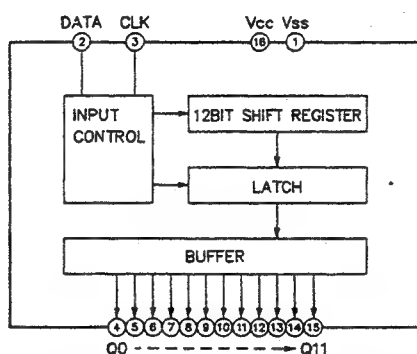 DATA CLK Vcc Vss
2 3 16 1
INPUT CONTROL
12BIT SHIFT REGISTER
LATCH
BUFFER
4 5 6 7 8 9 10 11 12 13 14 15
Q0 Q11